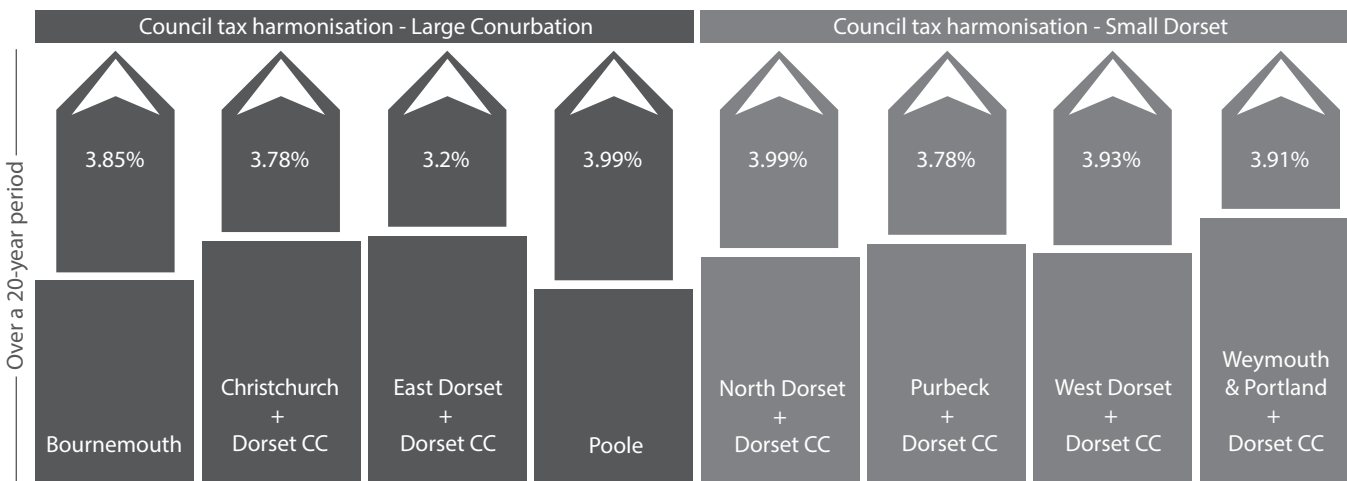 Council tax harmonisation - Large Conurbation
Council tax harmonisation - Small Dorset
Over a 20-year period
3.85%
3.78%
3.2%
3.99%
3.99%
3.78%
3.93%
3.91%
Bournemouth
Christchurch
+
Dorset CC
East Dorset
+
Dorset CC
Poole
North Dorset
+
Dorset CC
Purbeck
+
Dorset CC
West Dorset
+
Dorset CC
Weymouth
& Portland
+
Dorset CC